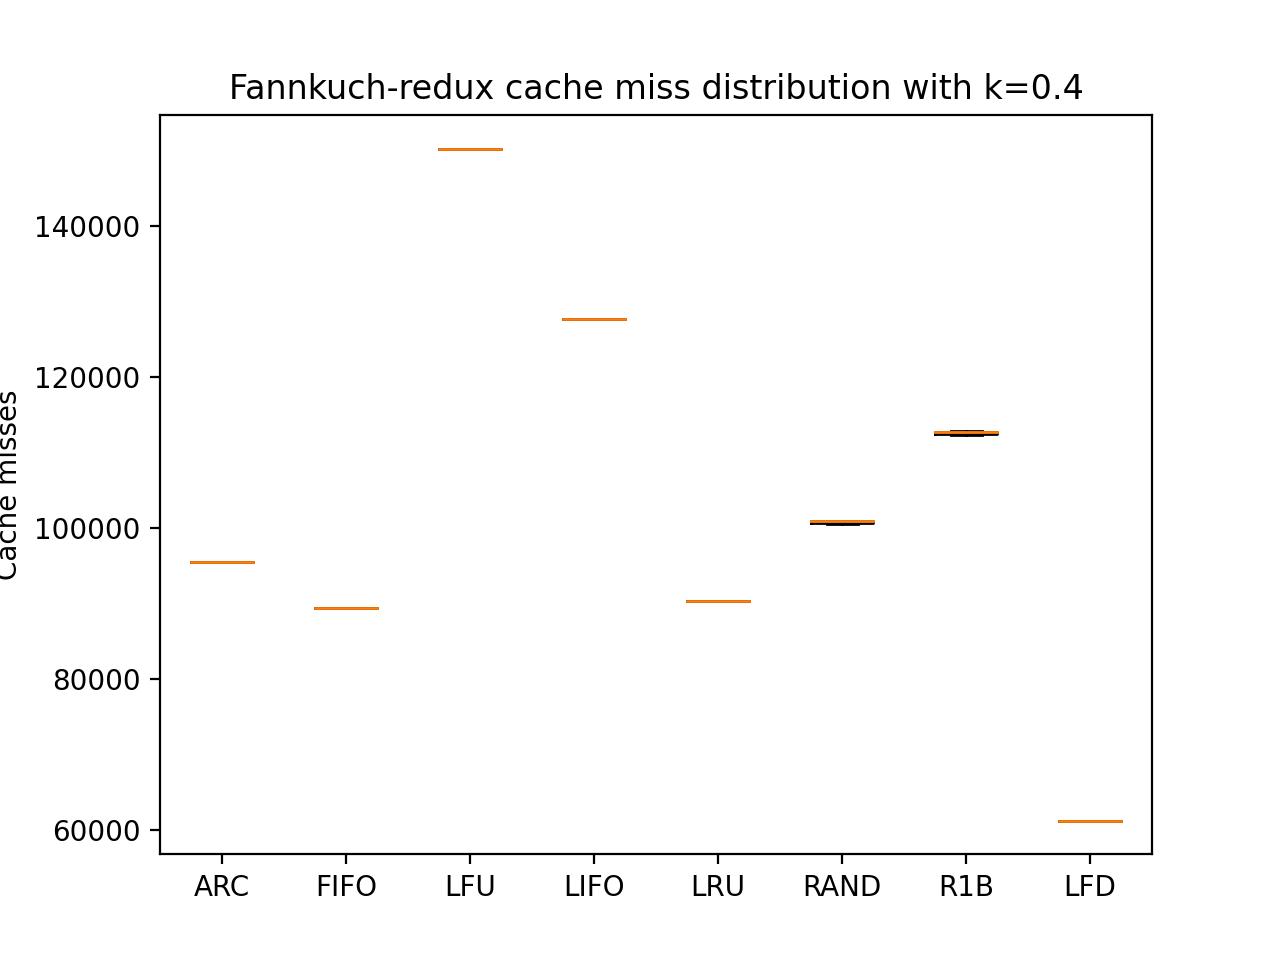 Fannkuch-redux cache miss distribution with k=0.4
Cache misses
140000
120000
100000
80000
60000
ARC FIFO LFU LIFO LRU RAND R1B LFD